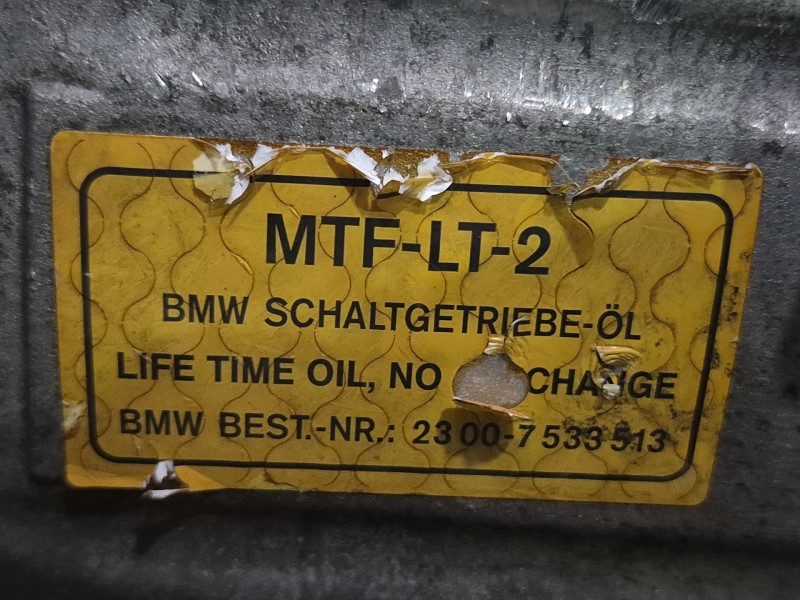 MTF-LT-2
BMW SCHALTGETRIEBE-ÖL
LIFE TIME OIL, NO CHANGE
BMW BEST.-NR.: 23 00-7 533 513